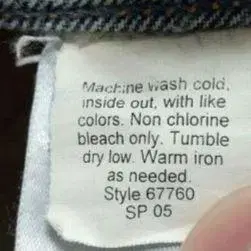 Machine wash cold,
inside out, with like
colors. Non chlorine
bleach only. Tumble
dry low. Warm iron
as needed.
Style 67760
SP 05